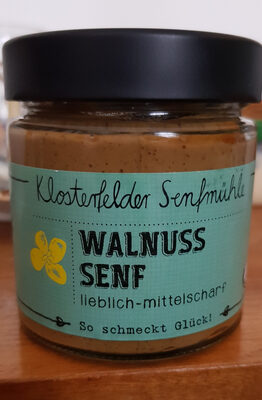 Klosterfelder Senfmühle
WALNUSS
SENF
lieblich-mittelscharf
So schmeckt Glück!